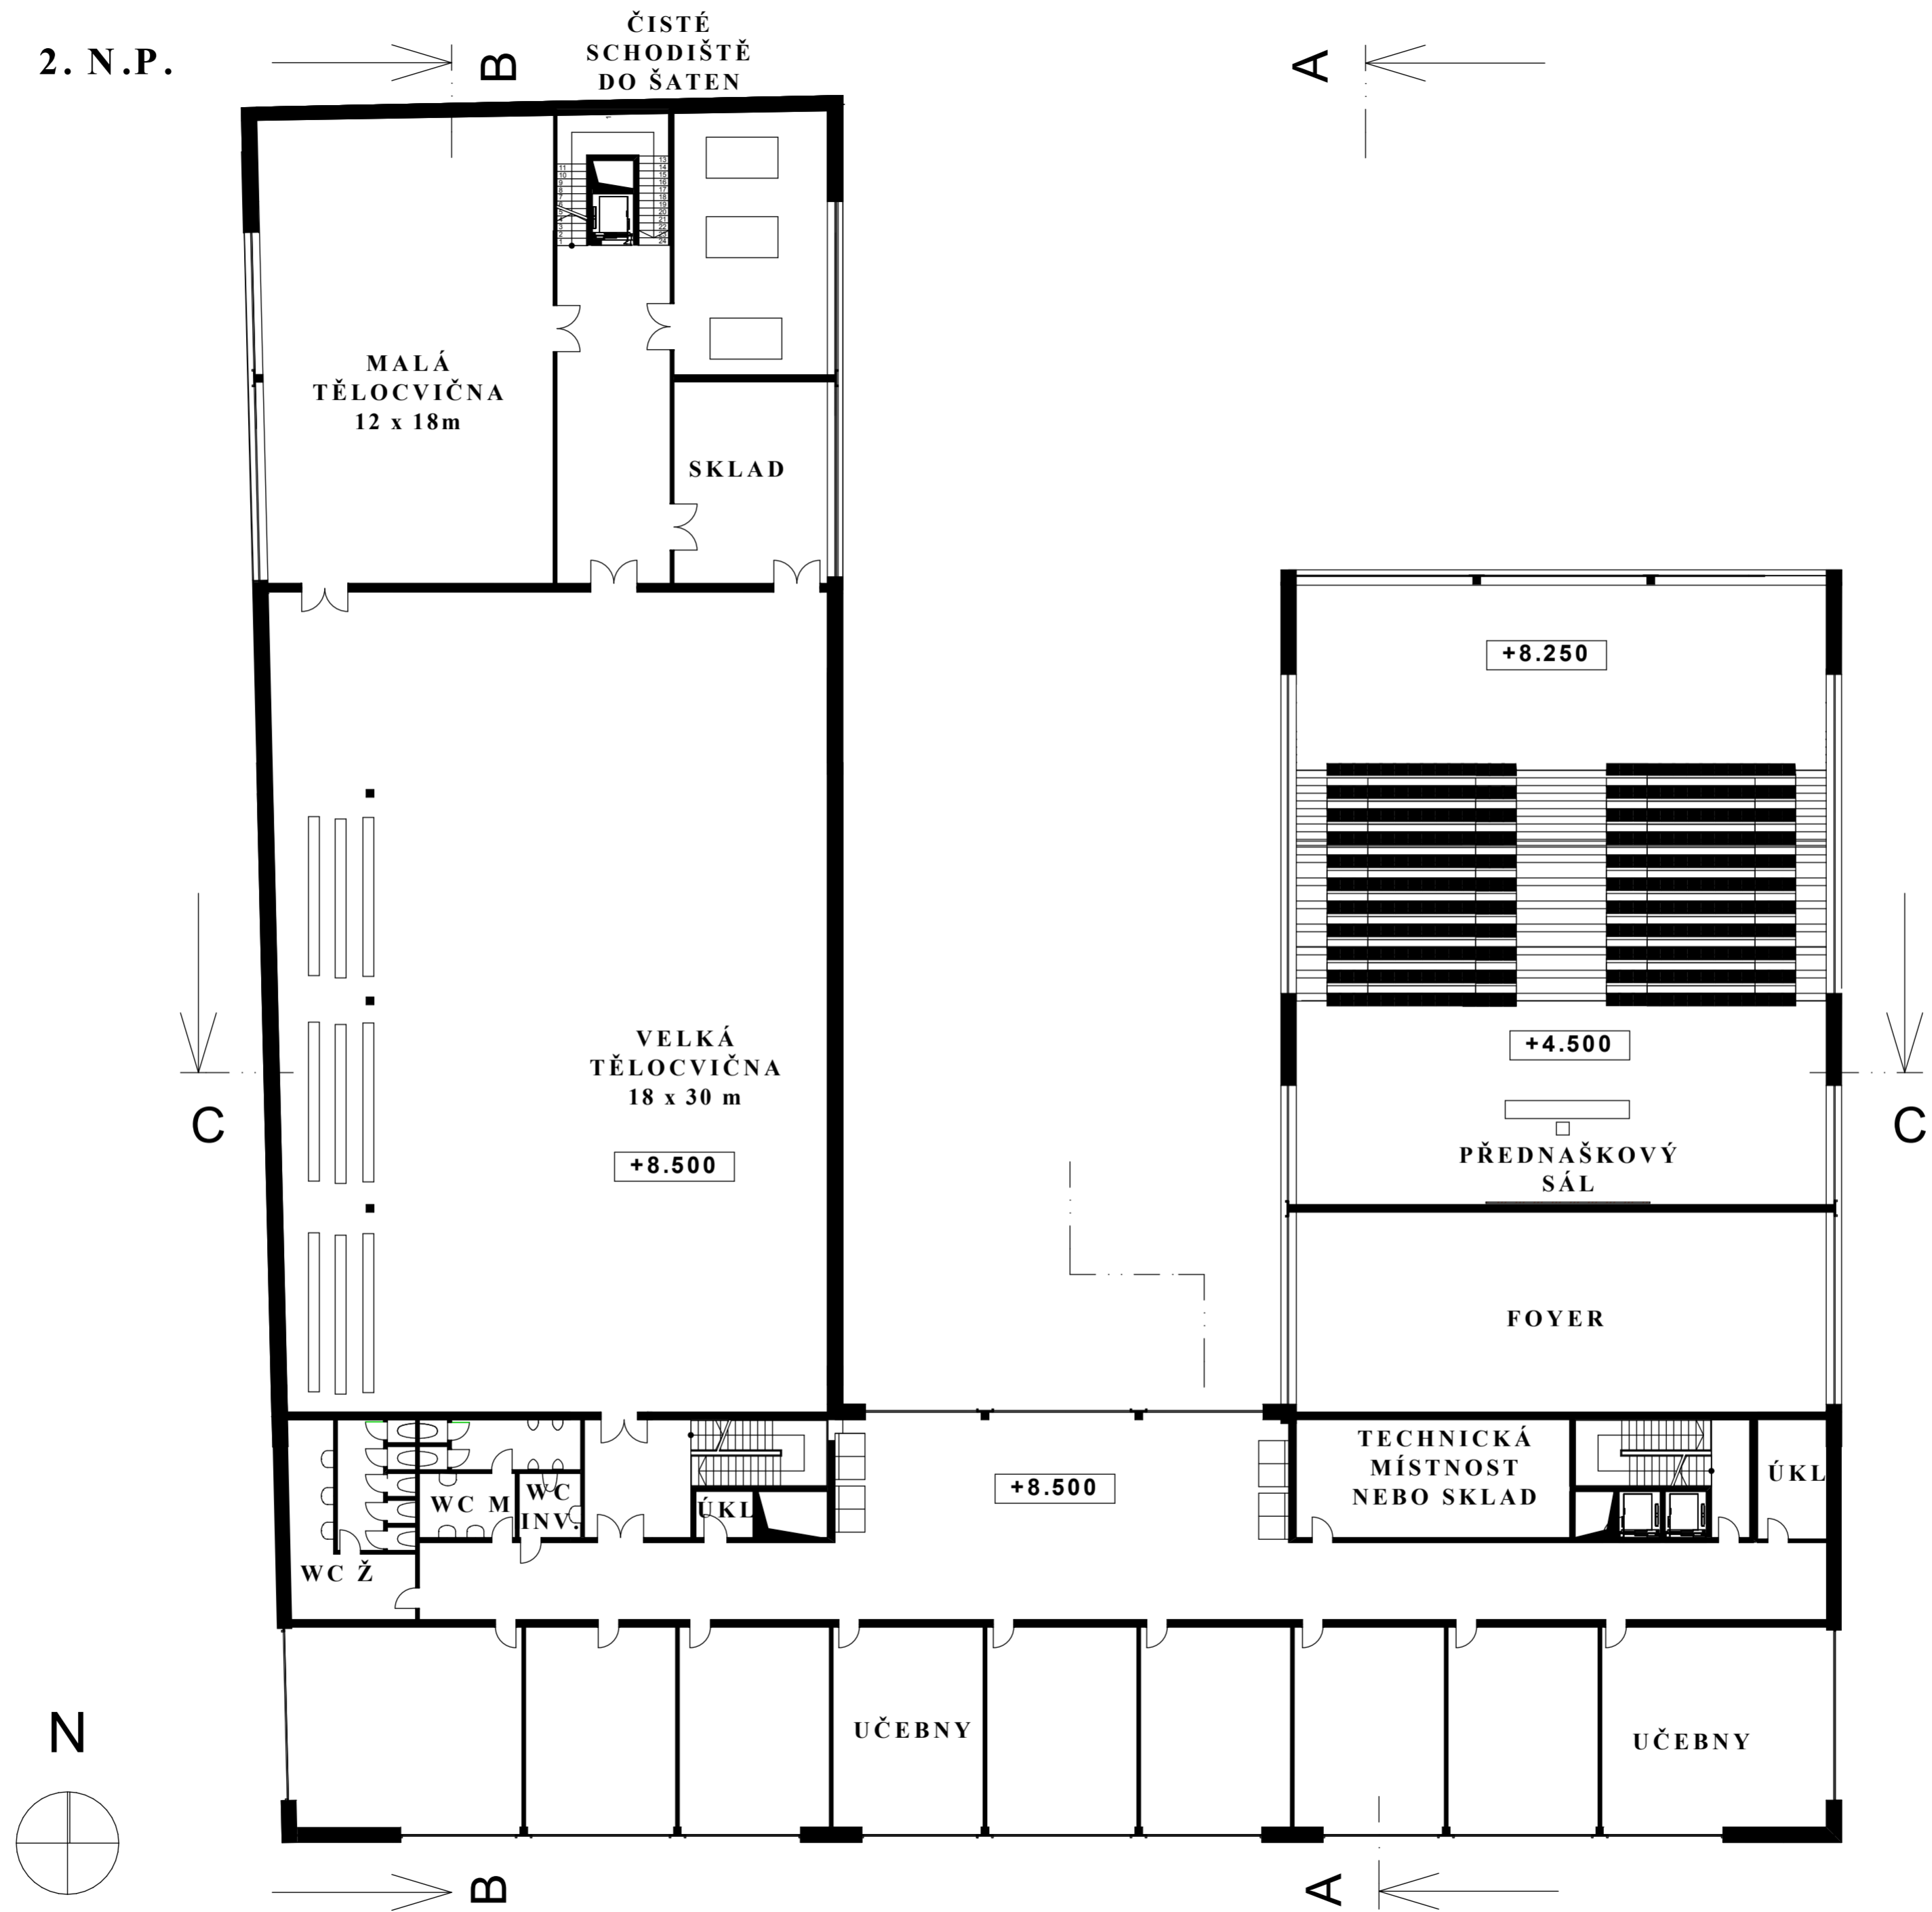 2. N.P.
B
ČISTÉ
SCHODIŠTĚ
DO ŠATEN
A
MALÁ
TĚLOCVIČNA
12 x 18m
SKLAD
+8.250
VELKÁ
TĚLOCVIČNA
18 x 30 m
+8.500
+4.500
PŘEDNAŠKOVÝ
SÁL
C
C
FOYER
TECHNICKÁ
MÍSTNOST
NEBO SKLAD
ÚKL
+8.500
WC M
WC
INV.
ÚKL
WC Ž
N
UČEBNY
UČEBNY
B
A